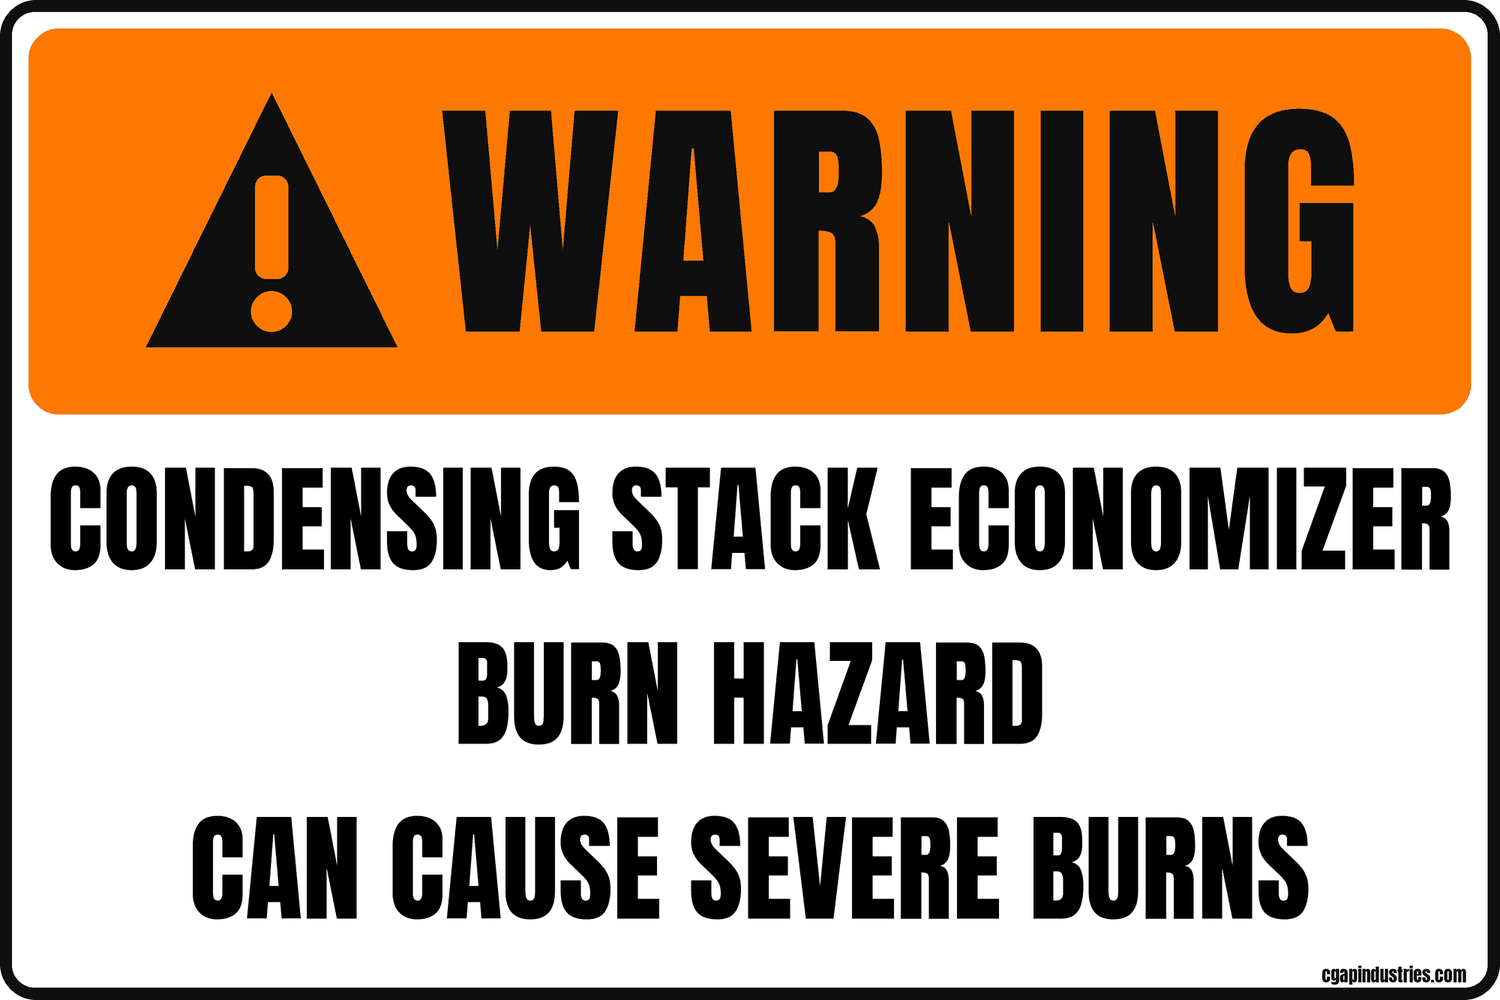 WARNING
CONDENSING STACK ECONOMIZER
BURN HAZARD
CAN CAUSE SEVERE BURNS
cgapindustries.com